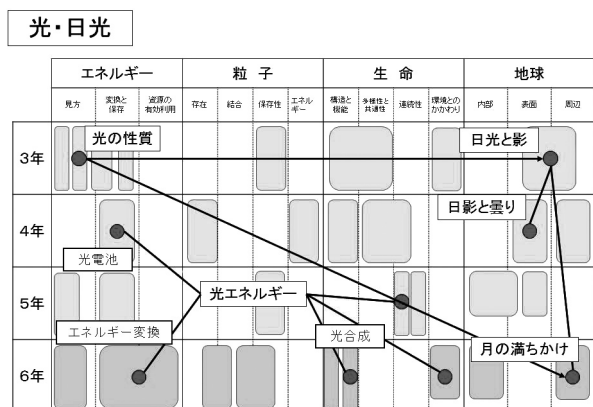 光・日光
エネルギー 粒 子 生 命 地球
見方 変換と保存 資源の有効利用 存在 結合 保存性 エネルギー 構造と機能 多様性と共通性 連続性 環境とのかかわり 内部 表面 周辺
3年 光の性質 日光と影
4年 日影と曇り
光電池
5年 光エネルギー
エネルギー変換 光合成 月の満ちかけ
6年